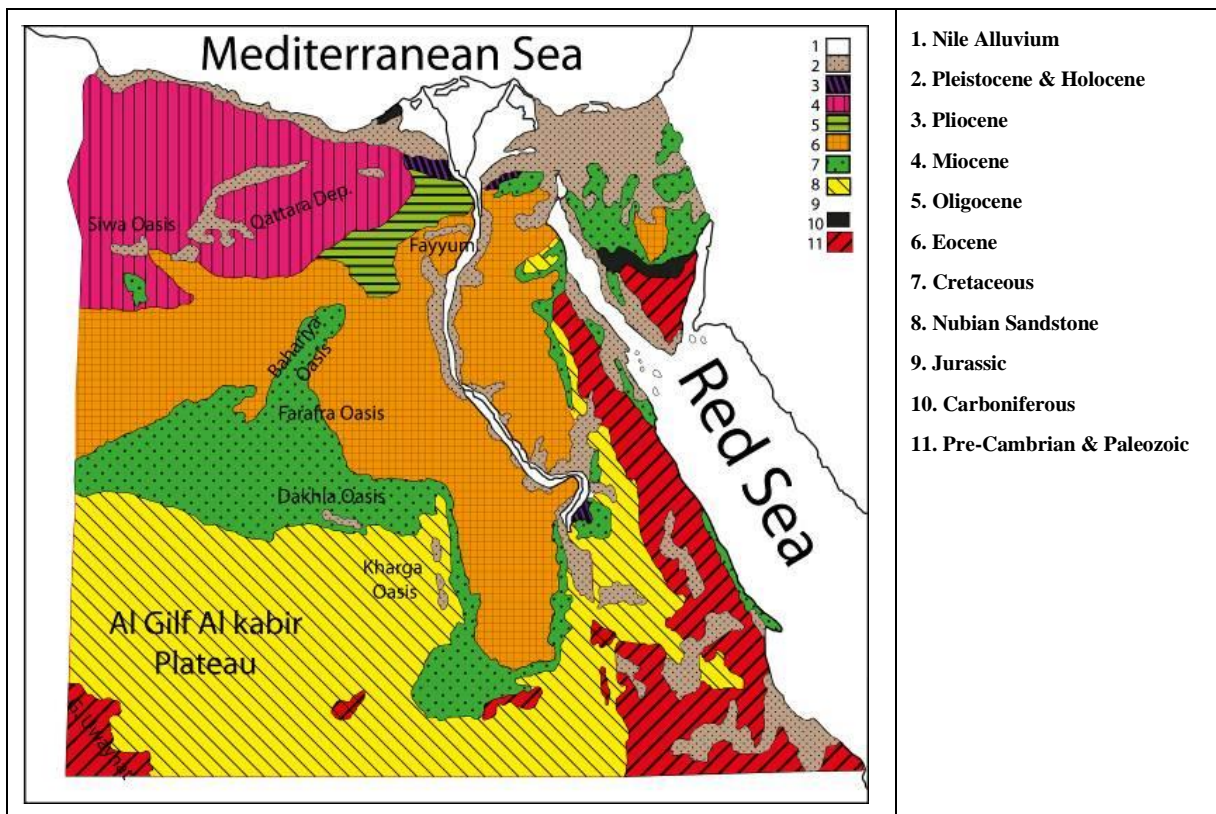 Mediterranean Sea
1
2
3
4
5
6
7
8
9
10
11
Siwa Oasis
Qattara Dep.
Fayyum
Bahariya
Oasis
Farafra Oasis
Dakhla Oasis
Kharga
Oasis
Al Gilf Al kabir
Plateau
Red Sea
1. Nile Alluvium
2. Pleistocene & Holocene
3. Pliocene
4. Miocene
5. Oligocene
6. Eocene
7. Cretaceous
8. Nubian Sandstone
9. Jurassic
10. Carboniferous
11. Pre-Cambrian & Paleozoic